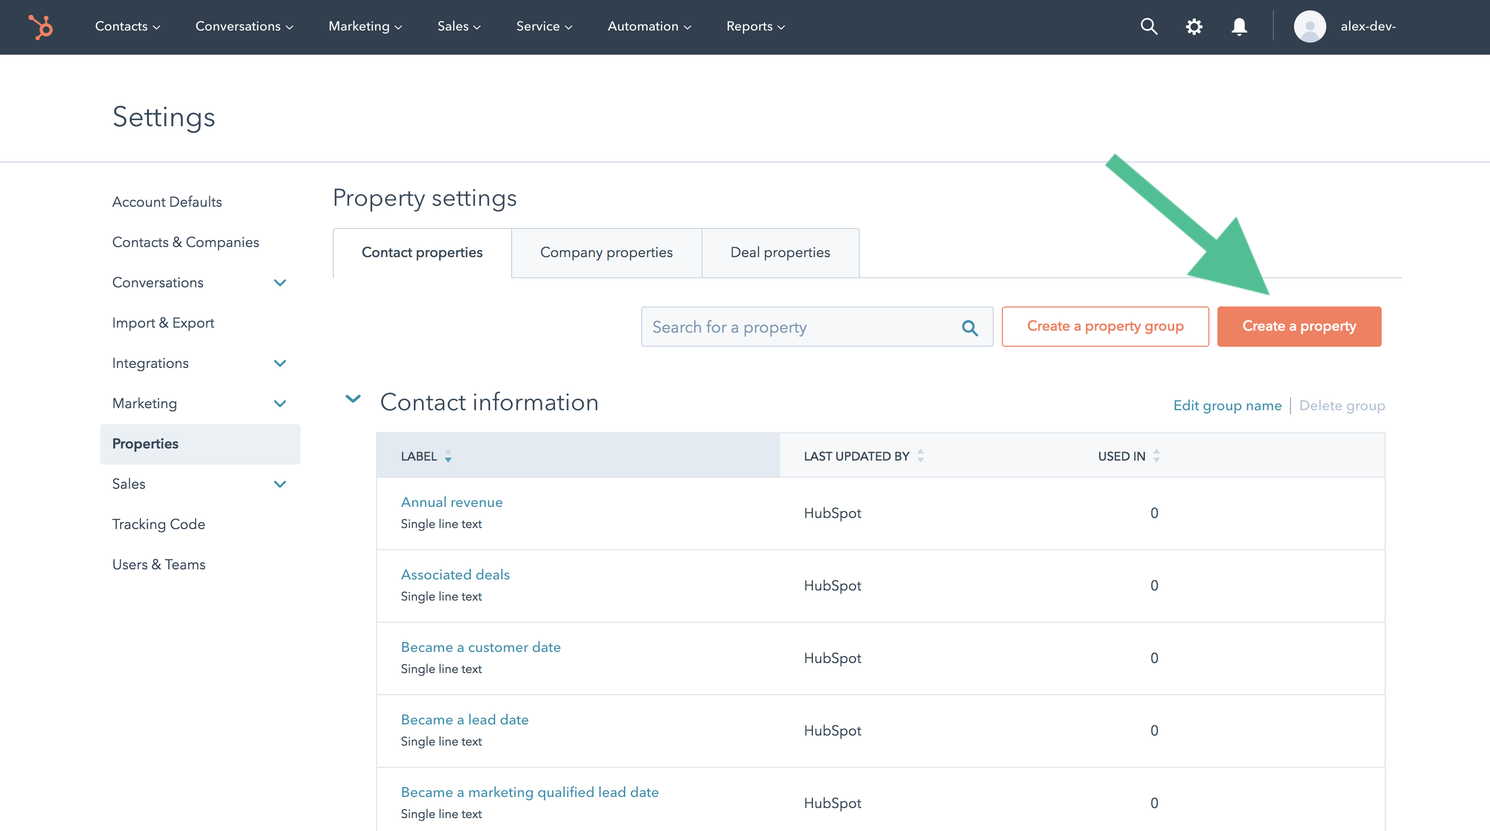 Contacts Conversations Marketing Sales Service Automation Reports alex-dev-
Settings
Account Defaults
Contacts & Companies
Conversations
Import & Export
Integrations
Marketing
Properties
Sales
Tracking Code
Users & Teams
Property settings
Contact properties Company properties Deal properties
Search for a property Create a property group Create a property
Contact information Edit group name | Delete group
LABEL LAST UPDATED BY USED IN
Annual revenue
Single line text
HubSpot 0
Associated deals
Single line text
HubSpot 0
Became a customer date
Single line text
HubSpot 0
Became a lead date
Single line text
HubSpot 0
Became a marketing qualified lead date
Single line text
HubSpot 0